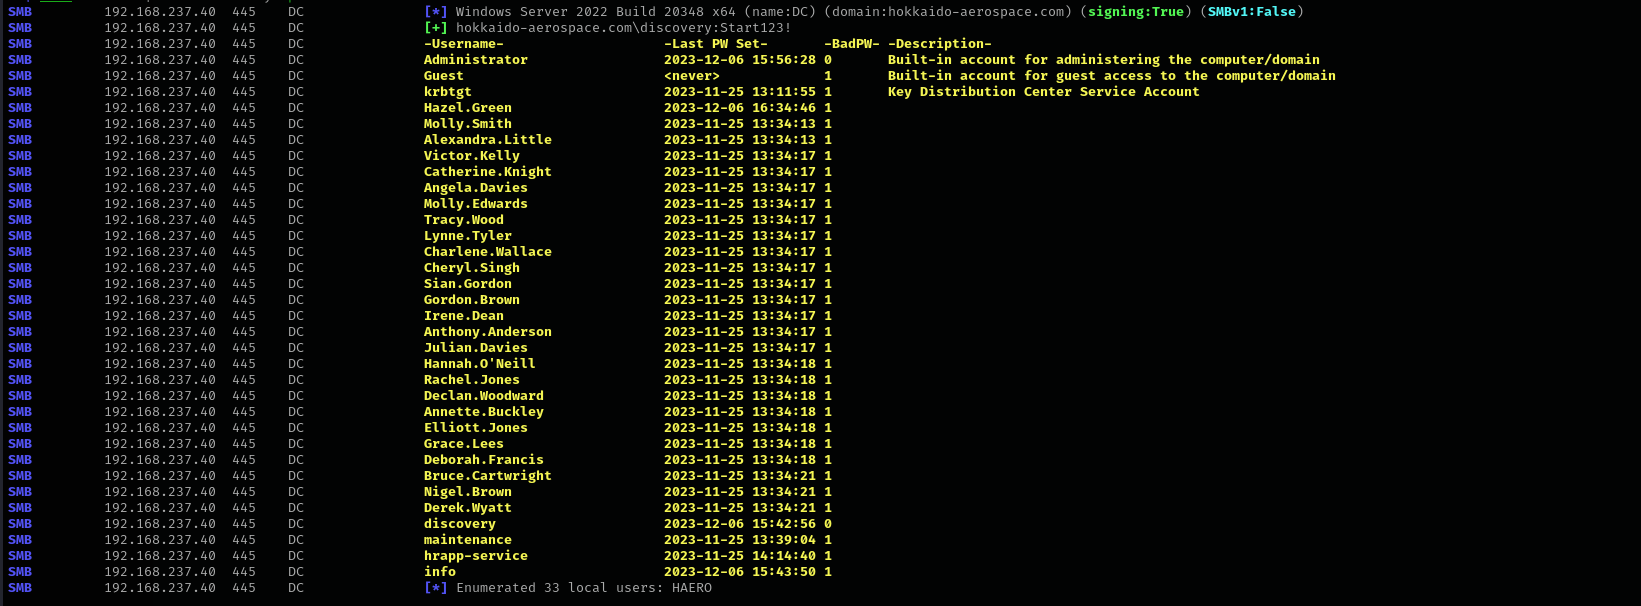 SMB 192.168.237.40 445 DC [*] Windows Server 2022 Build 20348 x64 (name:DC) (domain:hokkaido-aerospace.com) (signing:True) (SMBv1:False)
SMB 192.168.237.40 445 DC [+] hokkaido-aerospace.com\discovery:Start123!
SMB 192.168.237.40 445 DC -Username- -Last PW Set- -BadPW- -Description-
SMB 192.168.237.40 445 DC Administrator 2023-12-06 15:56:28 0 Built-in account for administering the computer/domain
SMB 192.168.237.40 445 DC Guest <never> 1 Built-in account for guest access to the computer/domain
SMB 192.168.237.40 445 DC krbtgt 2023-11-25 13:11:55 1 Key Distribution Center Service Account
SMB 192.168.237.40 445 DC Hazel.Green 2023-12-06 16:34:46 1
SMB 192.168.237.40 445 DC Molly.Smith 2023-11-25 13:34:13 1
SMB 192.168.237.40 445 DC Alexandra.Little 2023-11-25 13:34:13 1
SMB 192.168.237.40 445 DC Victor.Kelly 2023-11-25 13:34:17 1
SMB 192.168.237.40 445 DC Catherine.Knight 2023-11-25 13:34:17 1
SMB 192.168.237.40 445 DC Angela.Davies 2023-11-25 13:34:17 1
SMB 192.168.237.40 445 DC Molly.Edwards 2023-11-25 13:34:17 1
SMB 192.168.237.40 445 DC Tracy.Wood 2023-11-25 13:34:17 1
SMB 192.168.237.40 445 DC Lynne.Tyler 2023-11-25 13:34:17 1
SMB 192.168.237.40 445 DC Charlene.Wallace 2023-11-25 13:34:17 1
SMB 192.168.237.40 445 DC Cheryl.Singh 2023-11-25 13:34:17 1
SMB 192.168.237.40 445 DC Sian.Gordon 2023-11-25 13:34:17 1
SMB 192.168.237.40 445 DC Gordon.Brown 2023-11-25 13:34:17 1
SMB 192.168.237.40 445 DC Irene.Dean 2023-11-25 13:34:17 1
SMB 192.168.237.40 445 DC Anthony.Anderson 2023-11-25 13:34:17 1
SMB 192.168.237.40 445 DC Julian.Davies 2023-11-25 13:34:17 1
SMB 192.168.237.40 445 DC Hannah.O'Neill 2023-11-25 13:34:18 1
SMB 192.168.237.40 445 DC Rachel.Jones 2023-11-25 13:34:18 1
SMB 192.168.237.40 445 DC Declan.Woodward 2023-11-25 13:34:18 1
SMB 192.168.237.40 445 DC Annette.Buckley 2023-11-25 13:34:18 1
SMB 192.168.237.40 445 DC Elliott.Jones 2023-11-25 13:34:18 1
SMB 192.168.237.40 445 DC Grace.Lees 2023-11-25 13:34:18 1
SMB 192.168.237.40 445 DC Deborah.Francis 2023-11-25 13:34:18 1
SMB 192.168.237.40 445 DC Bruce.Cartwright 2023-11-25 13:34:21 1
SMB 192.168.237.40 445 DC Nigel.Brown 2023-11-25 13:34:21 1
SMB 192.168.237.40 445 DC Derek.Wyatt 2023-11-25 13:34:21 1
SMB 192.168.237.40 445 DC discovery 2023-12-06 15:42:56 0
SMB 192.168.237.40 445 DC maintenance 2023-11-25 13:39:04 1
SMB 192.168.237.40 445 DC hrapp-service 2023-11-25 14:14:40 1
SMB 192.168.237.40 445 DC info 2023-12-06 15:43:50 1
SMB 192.168.237.40 445 DC [*] Enumerated 33 local users: HAERO